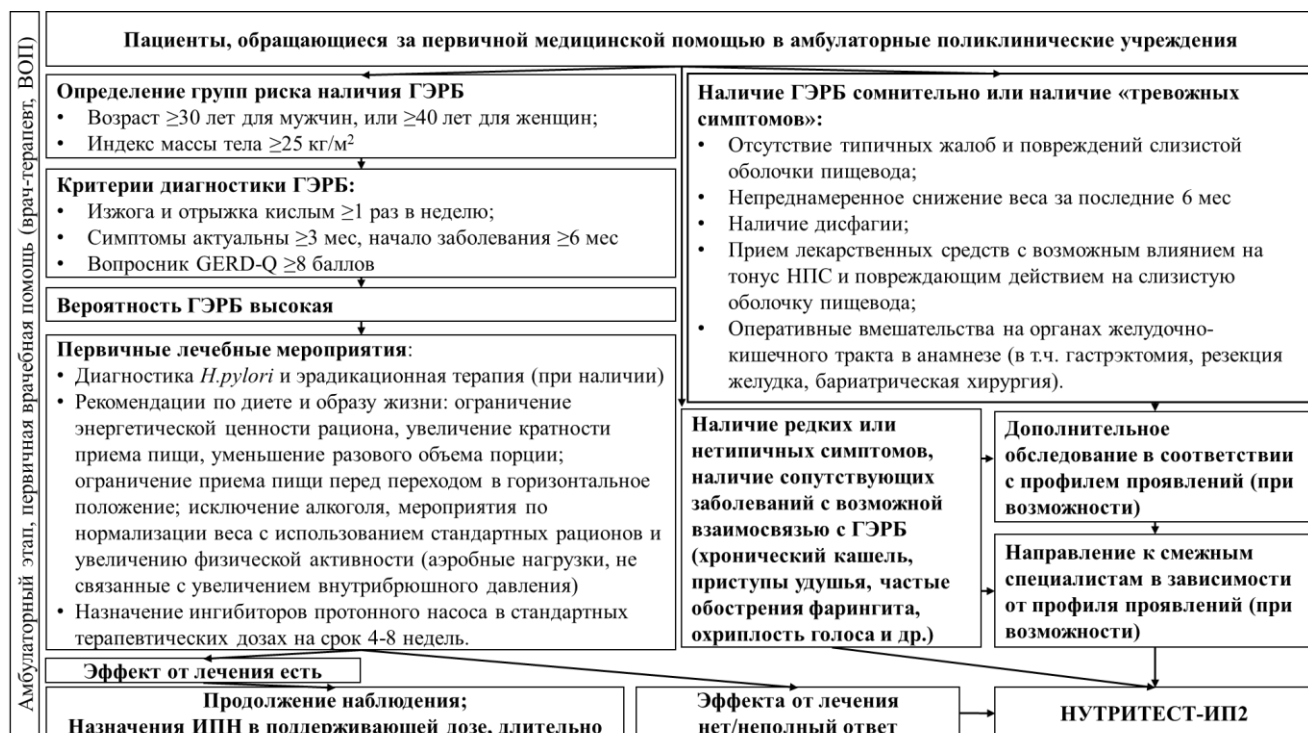 Амбулаторный этап, первичная врачебная помощь (врач-терапевт, ВОП)
Пациенты, обращающиеся за первичной медицинской помощью в амбулаторные поликлинические учреждения
Определение групп риска наличия ГЭРБ
• Возраст ≥30 лет для мужчин, или ≥40 лет для женщин;
• Индекс массы тела ≥25 кг/м²
Критерии диагностики ГЭРБ:
• Изжога и отрыжка кислым ≥1 раз в неделю;
• Симптомы актуальны ≥3 мес, начало заболевания ≥6 мес
• Вопросник GERD-Q ≥8 баллов
Вероятность ГЭРБ высокая
Первичные лечебные мероприятия:
• Диагностика H.pylori и эрадикационная терапия (при наличии)
• Рекомендации по диете и образу жизни: ограничение
энергетической ценности рациона, увеличение кратности
приема пищи, уменьшение разового объема порции;
ограничение приема пищи перед переходом в горизонтальное
положение; исключение алкоголя, мероприятия по
нормализации веса с использованием стандартных рационов и
увеличению физической активности (аэробные нагрузки, не
связанные с увеличением внутрибрюшного давления)
• Назначение ингибиторов протонного насоса в стандартных
терапевтических дозах на срок 4-8 недель.
Наличие ГЭРБ сомнительно или наличие «тревожных
симптомов»:
• Отсутствие типичных жалоб и повреждений слизистой
оболочки пищевода;
• Непреднамеренное снижение веса за последние 6 мес
• Наличие дисфагии;
• Прием лекарственных средств с возможным влиянием на
тонус НПС и повреждающим действием на слизистую
оболочку пищевода;
• Оперативные вмешательства на органах желудочно-
кишечного тракта в анамнезе (в т.ч. гастрэктомия, резекция
желудка, бариатрическая хирургия).
Наличие редких или
нетипичных симптомов,
наличие сопутствующих
заболеваний с возможной
взаимосвязью с ГЭРБ
(хронический кашель,
приступы удушья, частые
обострения фарингита,
охриплость голоса и др.)
Дополнительное
обследование в соответствии
с профилем проявлений (при
возможности)
Направление к смежным
специалистам в зависимости
от профиля проявлений (при
возможности)
Эффект от лечения есть
Продолжение наблюдения;
Назначения ИПН в поддерживающей дозе, длительно
Эффекта от лечения
нет/неполный ответ
НУТРИТЕСТ-ИП2